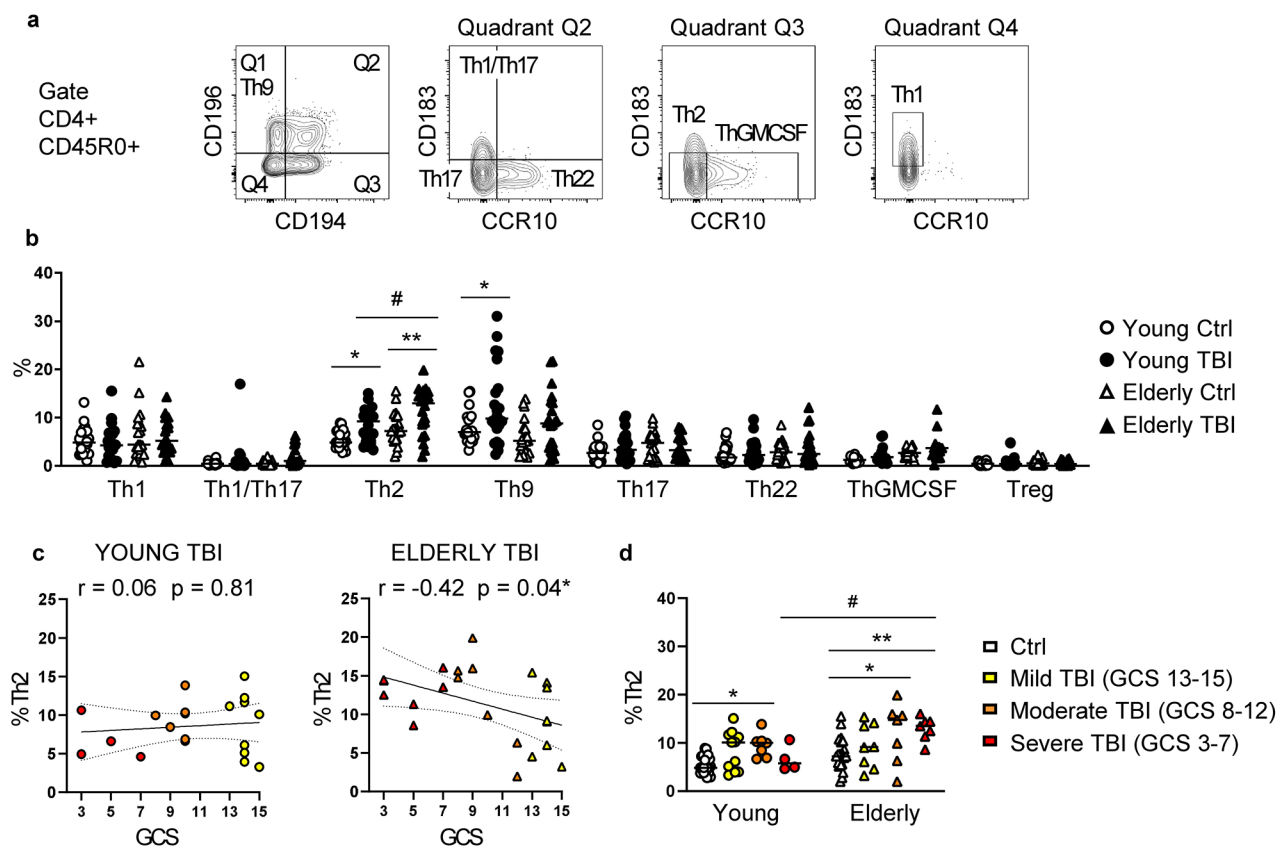 a
Quadrant Q2
Quadrant Q3
Quadrant Q4
Gate
CD4+
CD45R0+
CD196
Q1
Q2
Th9
Q4
Q3
CD194
CD183
Th1/Th17
Th17
Th22
CCR10
CD183
Th2
ThGMCSF
CCR10
CD183
Th1
CCR10
b
%
40
30
20
10
0
*
#
**
*
Th1
Th1/Th17
Th2
Th9
Th17
Th22
ThGMCSF
Treg
Young Ctrl
Young TBI
Elderly Ctrl
Elderly TBI
c
YOUNG TBI
r = 0.06 p = 0.81
% Th2
25
20
15
10
5
0
3 5 7 9 11 13 15
GCS
ELDERLY TBI
r = -0.42 p = 0.04*
% Th2
25
20
15
10
5
0
3 5 7 9 11 13 15
GCS
d
% Th2
40
30
20
10
0
*
#
**
*
Young
Elderly
Ctrl
Mild TBI (GCS 13-15)
Moderate TBI (GCS 8-12)
Severe TBI (GCS 3-7)